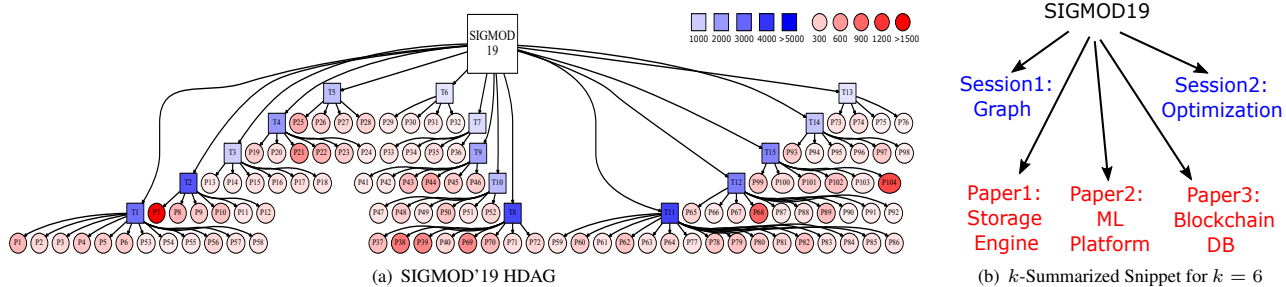 SIGMOD
19
1000 2000 3000 4000 >5000 300 600 900 1200 >1500
T5 T6 T13
P25 P26 P27 P28 P29 P30 P31 P32 P73 P74 P75 P76
T4 T7 T14
P19 P20 P21 P22 P23 P24 P33 P34 P35 P36 P93 P94 P95 P96 P97 P98
T3 T9 T15
P13 P14 P15 P16 P17 P18 P41 P42 P43 P44 P45 P46 P99 P100 P101 P102 P103 P104
T2 T10 T12
P7 P8 P9 P10 P11 P12 P47 P48 P49 P50 P51 P52 P65 P66 P67 P68 P87 P88 P89 P90 P91 P92
T1 T8 T11
P1 P2 P3 P4 P5 P6 P53 P54 P55 P56 P57 P58 P37 P38 P39 P40 P69 P70 P71 P72 P59 P60 P61 P62 P63 P64 P77 P78 P79 P80 P81 P82 P83 P84 P85 P86
(a) SIGMOD'19 HDAG
SIGMOD19
Session1:
Graph
Session2:
Optimization
Paper1:
Storage
Engine
Paper2:
ML
Platform
Paper3:
Blockchain
DB
(b) k-Summarized Snippet for k = 6